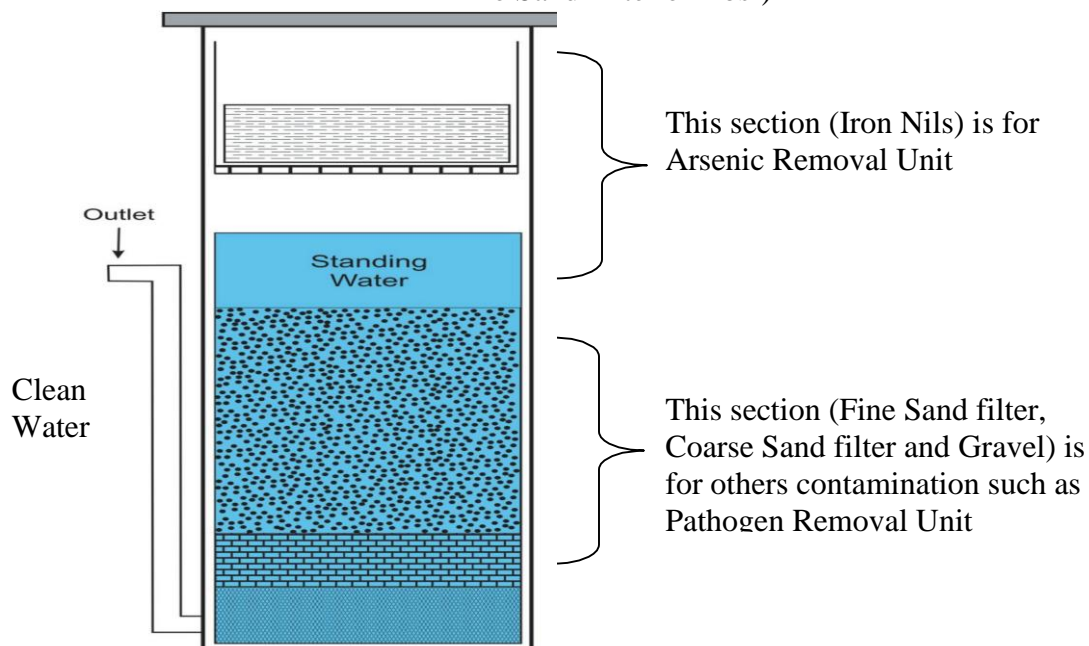 This section (Iron Nils) is for
Arsenic Removal Unit
Outlet
Standing
Water
Clean
Water
This section (Fine Sand filter,
Coarse Sand filter and Gravel) is
for others contamination such as
Pathogen Removal Unit